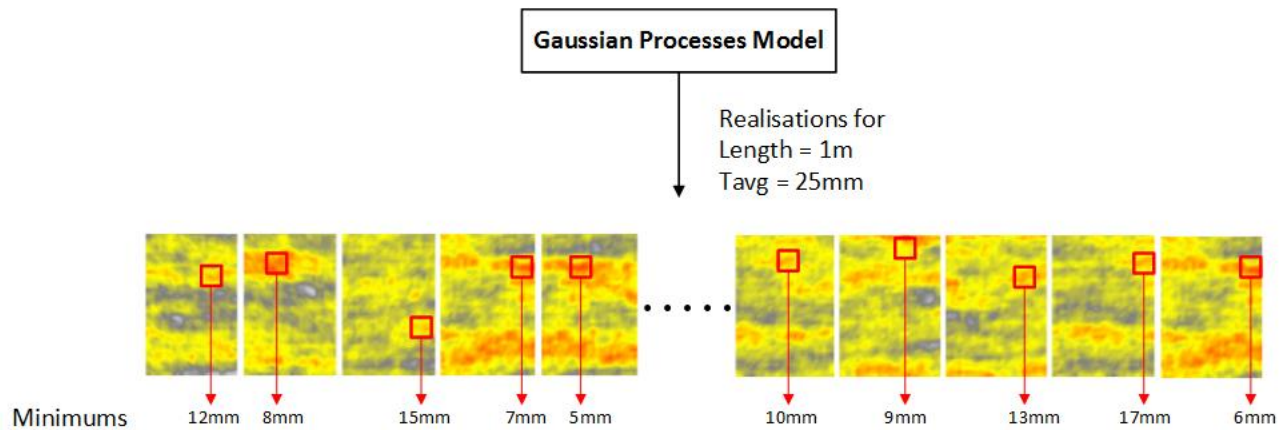 Gaussian Processes Model
Realisations for
Length = 1m
Tavg = 25mm
Minimums 12mm 8mm 15mm 7mm 5mm 10mm 9mm 13mm 17mm 6mm